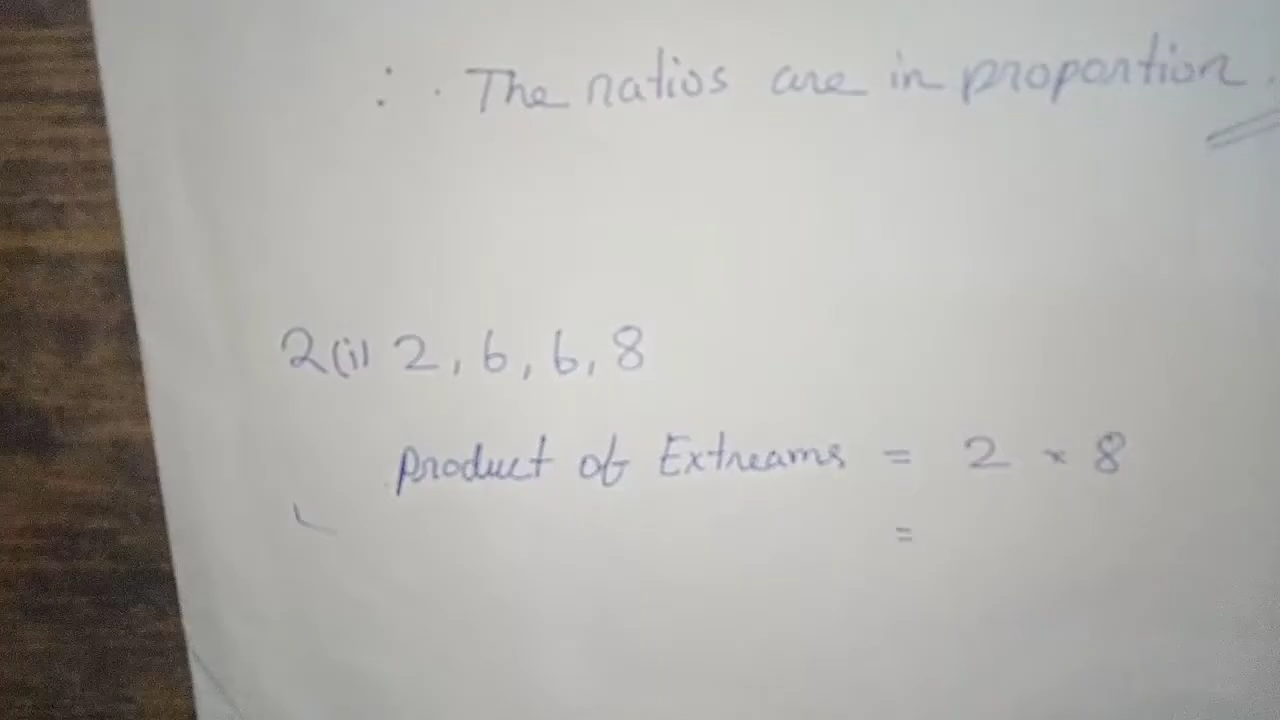 ∴ The ratios are in proportion.
2(i) 2, 6, 6, 8
product of Extreams = 2 × 8
=